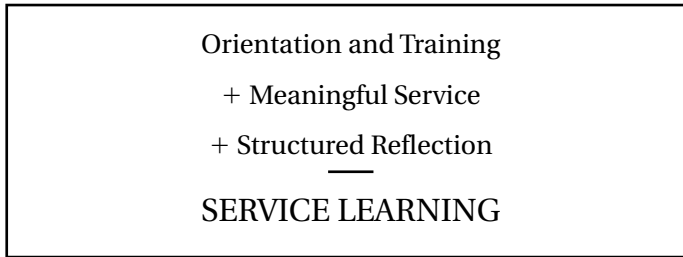 Orientation and Training
+ Meaningful Service
+ Structured Reflection
SERVICE LEARNING